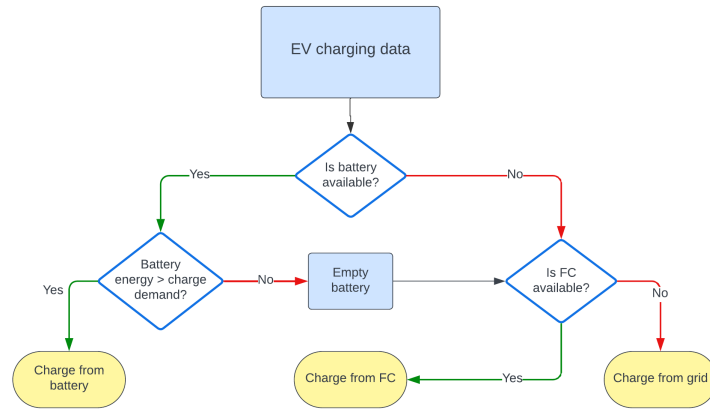 EV charging data
Is battery
available?
Yes
No
Battery
energy > charge
demand?
No
Empty
battery
Is FC
available?
Yes
No
Charge from
battery
Charge from FC
Yes
Charge from grid